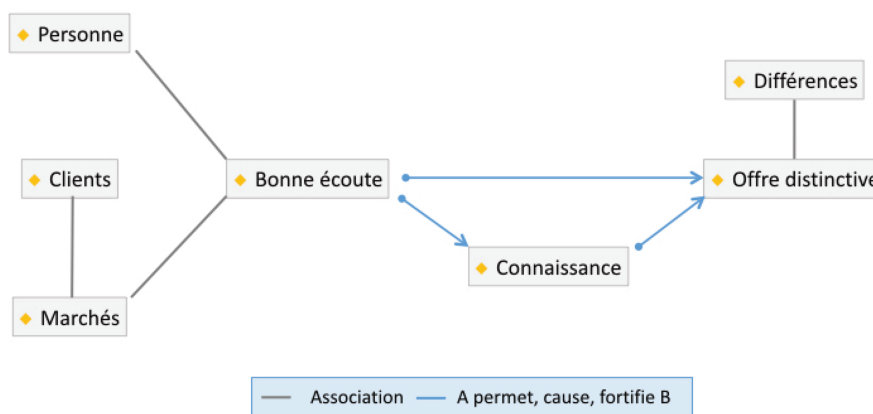 Personne
Différences
Clients
Bonne écoute
Offre distinctive
Connaissance
Marchés
Association
A permet, cause, fortifie B